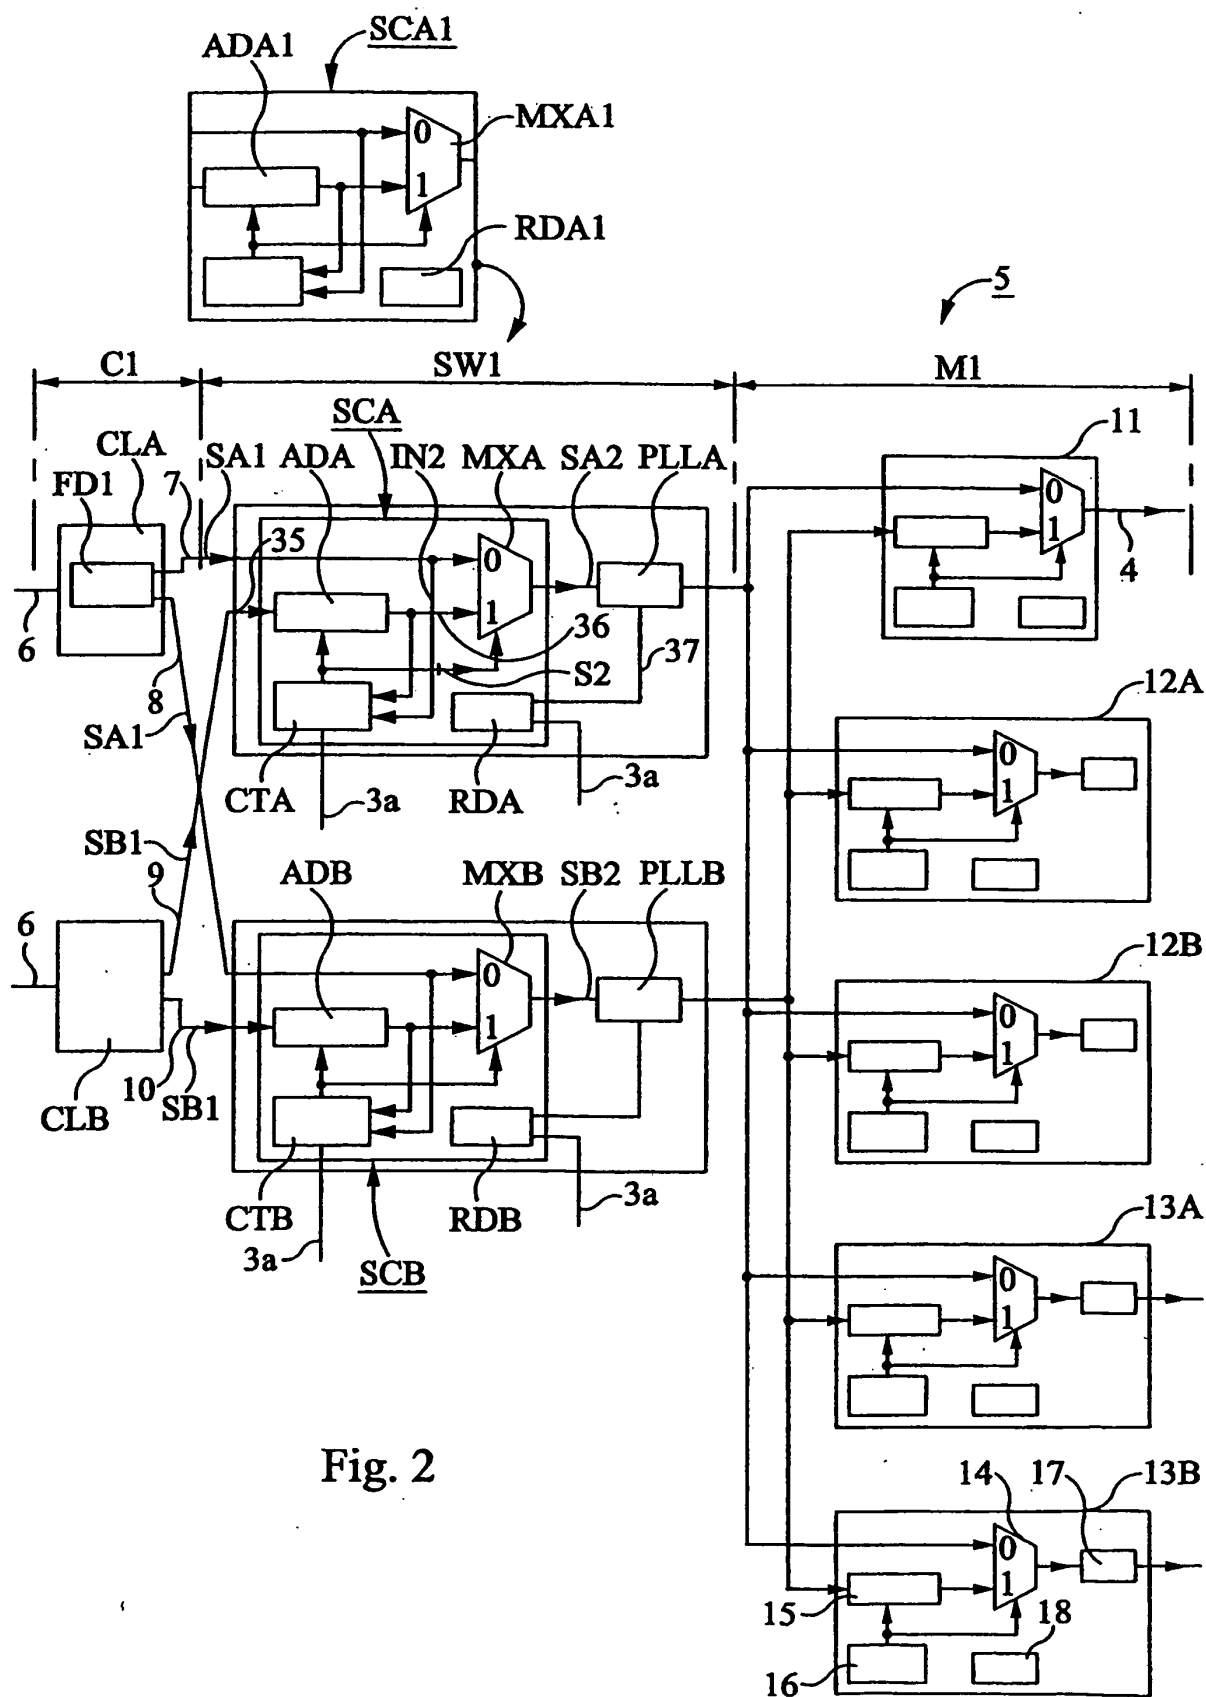 SCA1
ADA1
MXA1
0
1
RDA1
5
C1 SW1 M1
SCA 11
CLA
7 SA1 ADA IN2 MXA SA2 PLLA
FD1
0
35 1
0
4
1
6
36
37
8 S2
12A
SA1
CTA 3a RDA 3a
0
1
SB1
9
ADB MXB SB2 PLLB
6
12B
0
0
1
1
10 SB1
CLB
CTB RDB 3a
13A
3a
SCB
0
1
Fig. 2
14 17 13B
0
1
15
18
16